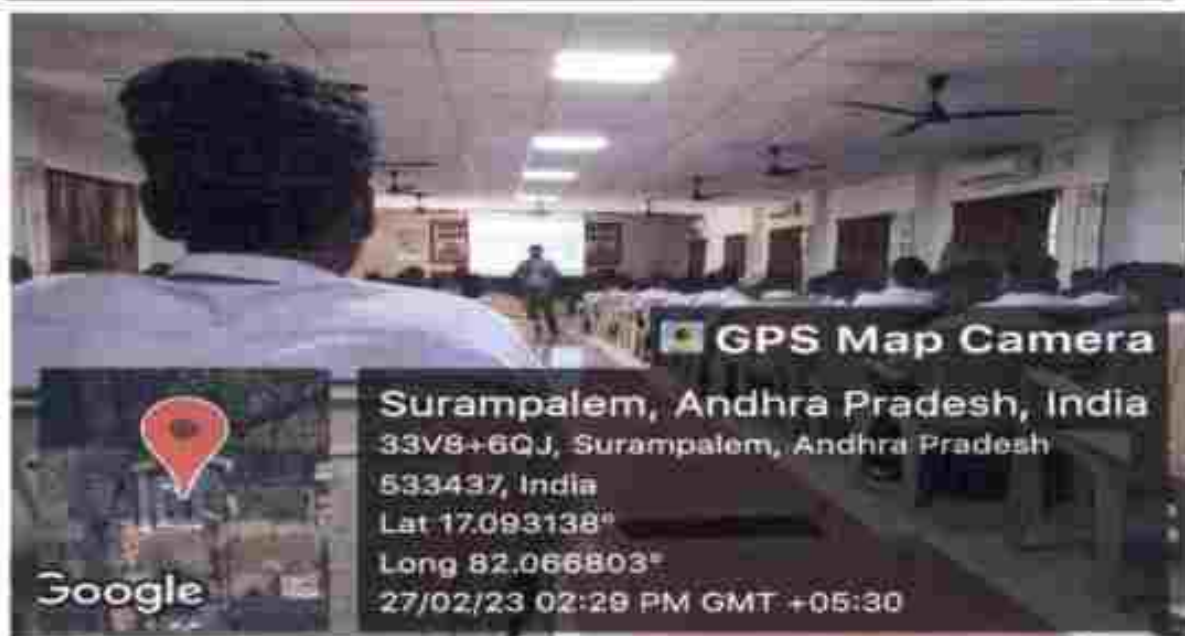 GPS Map Camera
Surampalem, Andhra Pradesh, India
33V8+6QJ, Surampalem, Andhra Pradesh
533437, India
Lat 17.093138°
Long 82.066803°
27/02/23 02:29 PM GMT +05:30
Google